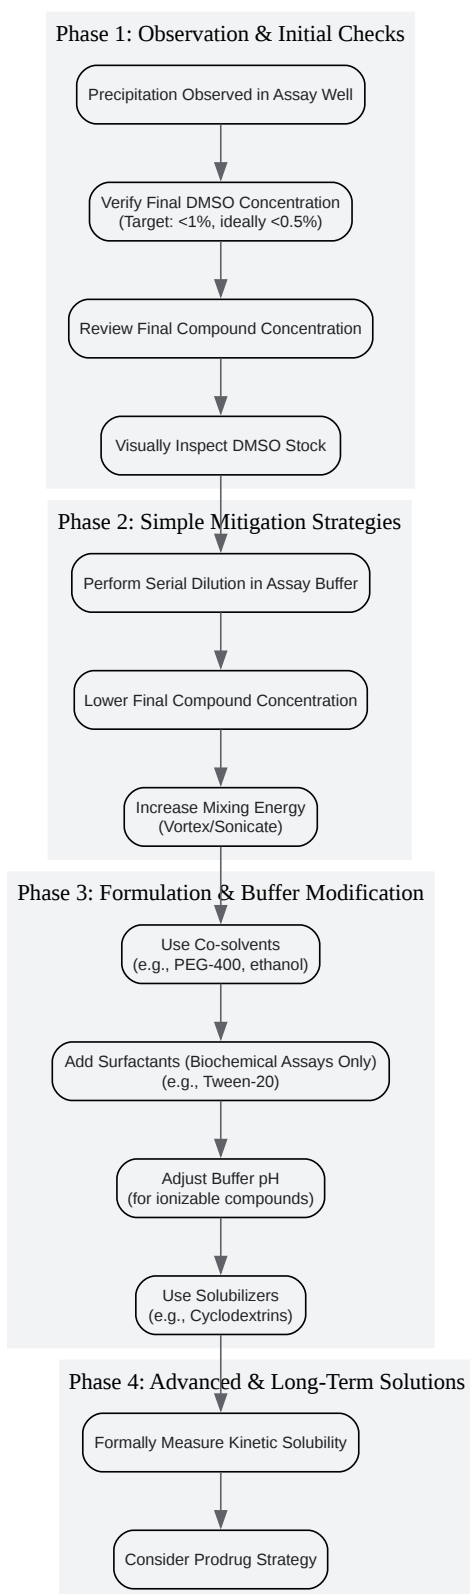 Phase 1: Observation & Initial Checks
Precipitation Observed in Assay Well
Verify Final DMSO Concentration
(Target: <1%, ideally <0.5%)
Review Final Compound Concentration
Visually Inspect DMSO Stock
Phase 2: Simple Mitigation Strategies
Perform Serial Dilution in Assay Buffer
Lower Final Compound Concentration
Increase Mixing Energy
(Vortex/Sonicate)
Phase 3: Formulation & Buffer Modification
Use Co-solvents
(e.g., PEG-400, ethanol)
Add Surfactants (Biochemical Assays Only)
(e.g., Tween-20)
Adjust Buffer pH
(for ionizable compounds)
Use Solubilizers
(e.g., Cyclodextrins)
Phase 4: Advanced & Long-Term Solutions
Formally Measure Kinetic Solubility
Consider Prodrug Strategy